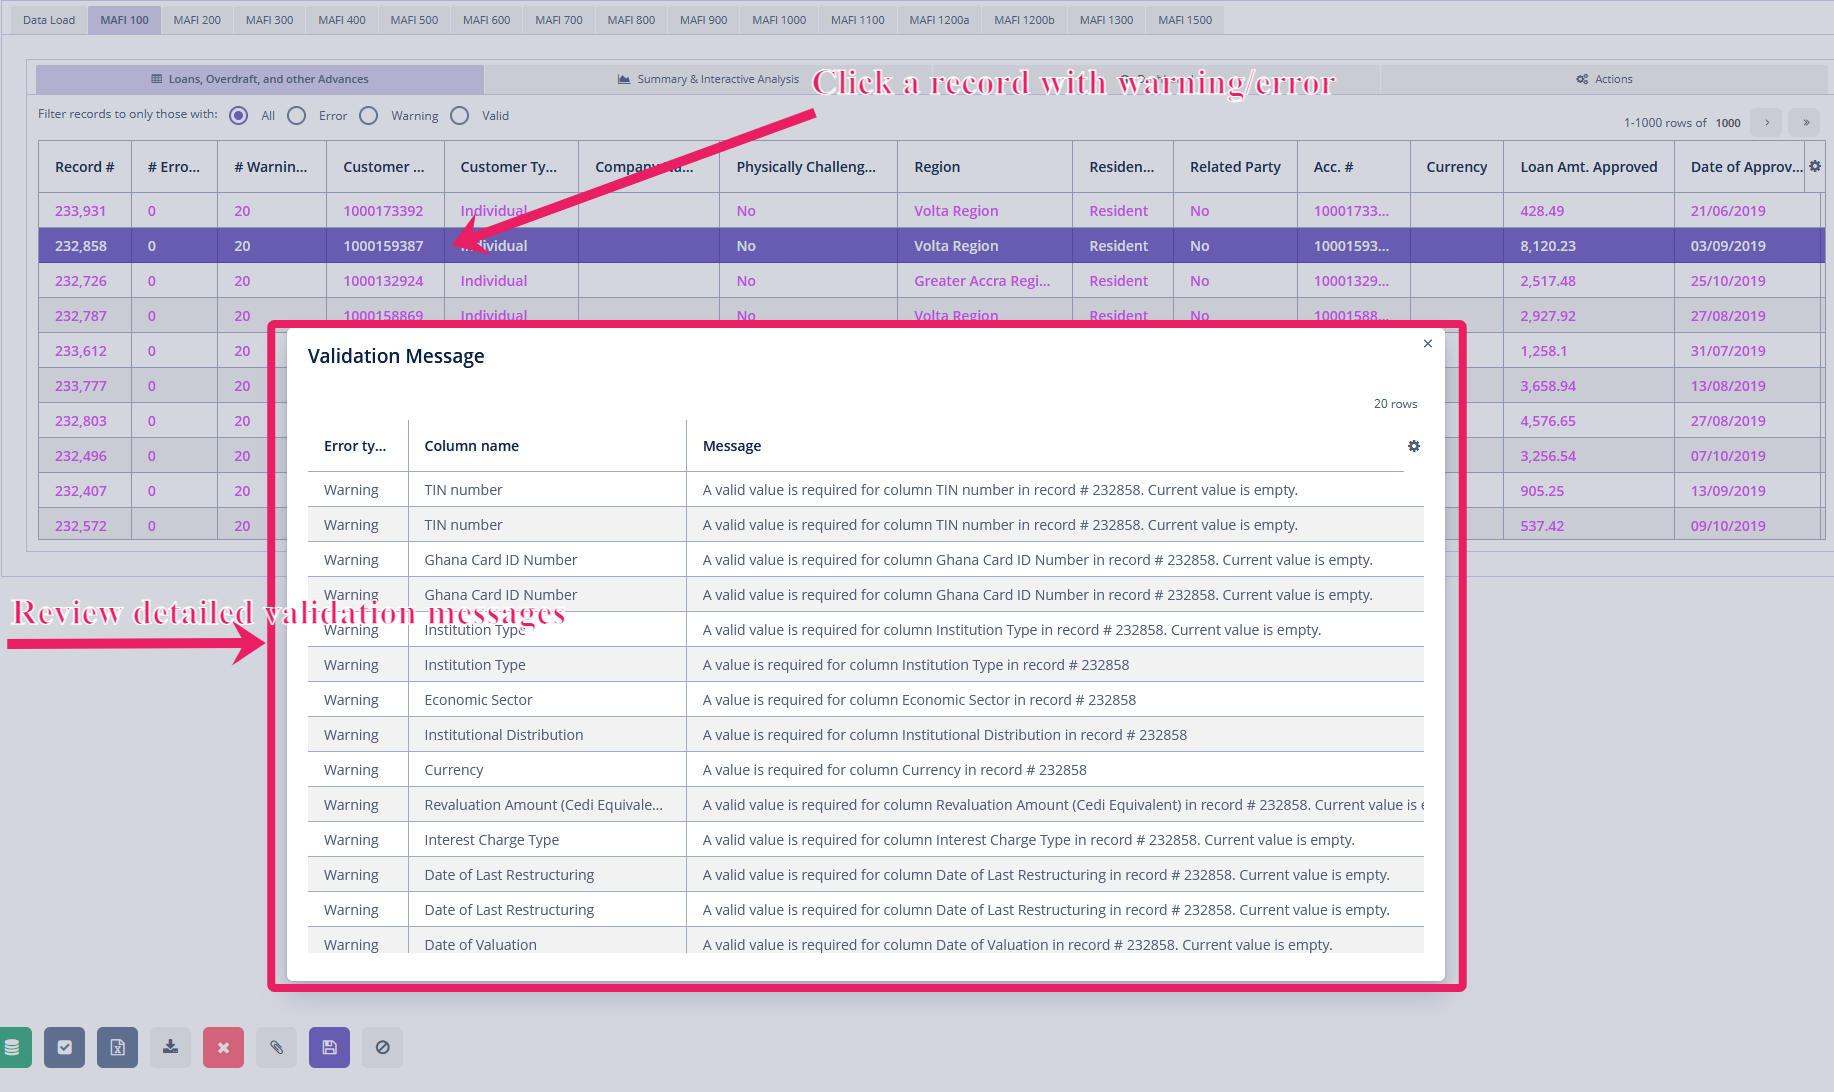 Data Load MAFI 100 MAFI 200 MAFI 300 MAFI 400 MAFI 500 MAFI 600 MAFI 700 MAFI 800 MAFI 900 MAFI 1000 MAFI 1100 MAFI 1200a MAFI 1200b MAFI 1300 MAFI 1500
Loans, Overdraft, and other Advances Summary & Interactive Analysis Actions
Click a record with warning/error
Filter records to only those with: All Error Warning Valid
1-1000 rows of 1000 > »
Record # # Erro... # Warnin... Customer ... Customer Ty... Company Na... Physically Challeng... Region Residen... Related Party Acc. # Currency Loan Amt. Approved Date of Approv...
233,931 0 20 1000173392 Individual No Volta Region Resident No 10001733... 428.49 21/06/2019
232,858 0 20 1000159387 Individual No Volta Region Resident No 10001593... 8,120.23 03/09/2019
232,726 0 20 1000132924 Individual No Greater Accra Regi... Resident No 10001329... 2,517.48 25/10/2019
232,787 0 20 1000158869 Individual No Volta Region Resident No 10001588... 2,927.92 27/08/2019
233,612 0 20 1,258.1 31/07/2019
233,777 0 20 3,658.94 13/08/2019
232,803 0 20 4,576.65 27/08/2019
232,496 0 20 3,256.54 07/10/2019
232,407 0 20 905.25 13/09/2019
232,572 0 20 537.42 09/10/2019
Validation Message ×
20 rows
Error ty... Column name Message
Warning TIN number A valid value is required for column TIN number in record # 232858. Current value is empty.
Warning TIN number A valid value is required for column TIN number in record # 232858. Current value is empty.
Warning Ghana Card ID Number A valid value is required for column Ghana Card ID Number in record # 232858. Current value is empty.
Warning Ghana Card ID Number A valid value is required for column Ghana Card ID Number in record # 232858. Current value is empty.
Review detailed validation messages
Warning Institution Type A valid value is required for column Institution Type in record # 232858. Current value is empty.
Warning Institution Type A value is required for column Institution Type in record # 232858
Warning Economic Sector A value is required for column Economic Sector in record # 232858
Warning Institutional Distribution A value is required for column Institutional Distribution in record # 232858
Warning Currency A value is required for column Currency in record # 232858
Warning Revaluation Amount (Cedi Equivale... A valid value is required for column Revaluation Amount (Cedi Equivalent) in record # 232858. Current value is
Warning Interest Charge Type A valid value is required for column Interest Charge Type in record # 232858. Current value is empty.
Warning Date of Last Restructuring A valid value is required for column Date of Last Restructuring in record # 232858. Current value is empty.
Warning Date of Last Restructuring A valid value is required for column Date of Last Restructuring in record # 232858. Current value is empty.
Warning Date of Valuation A valid value is required for column Date of Valuation in record # 232858. Current value is empty.